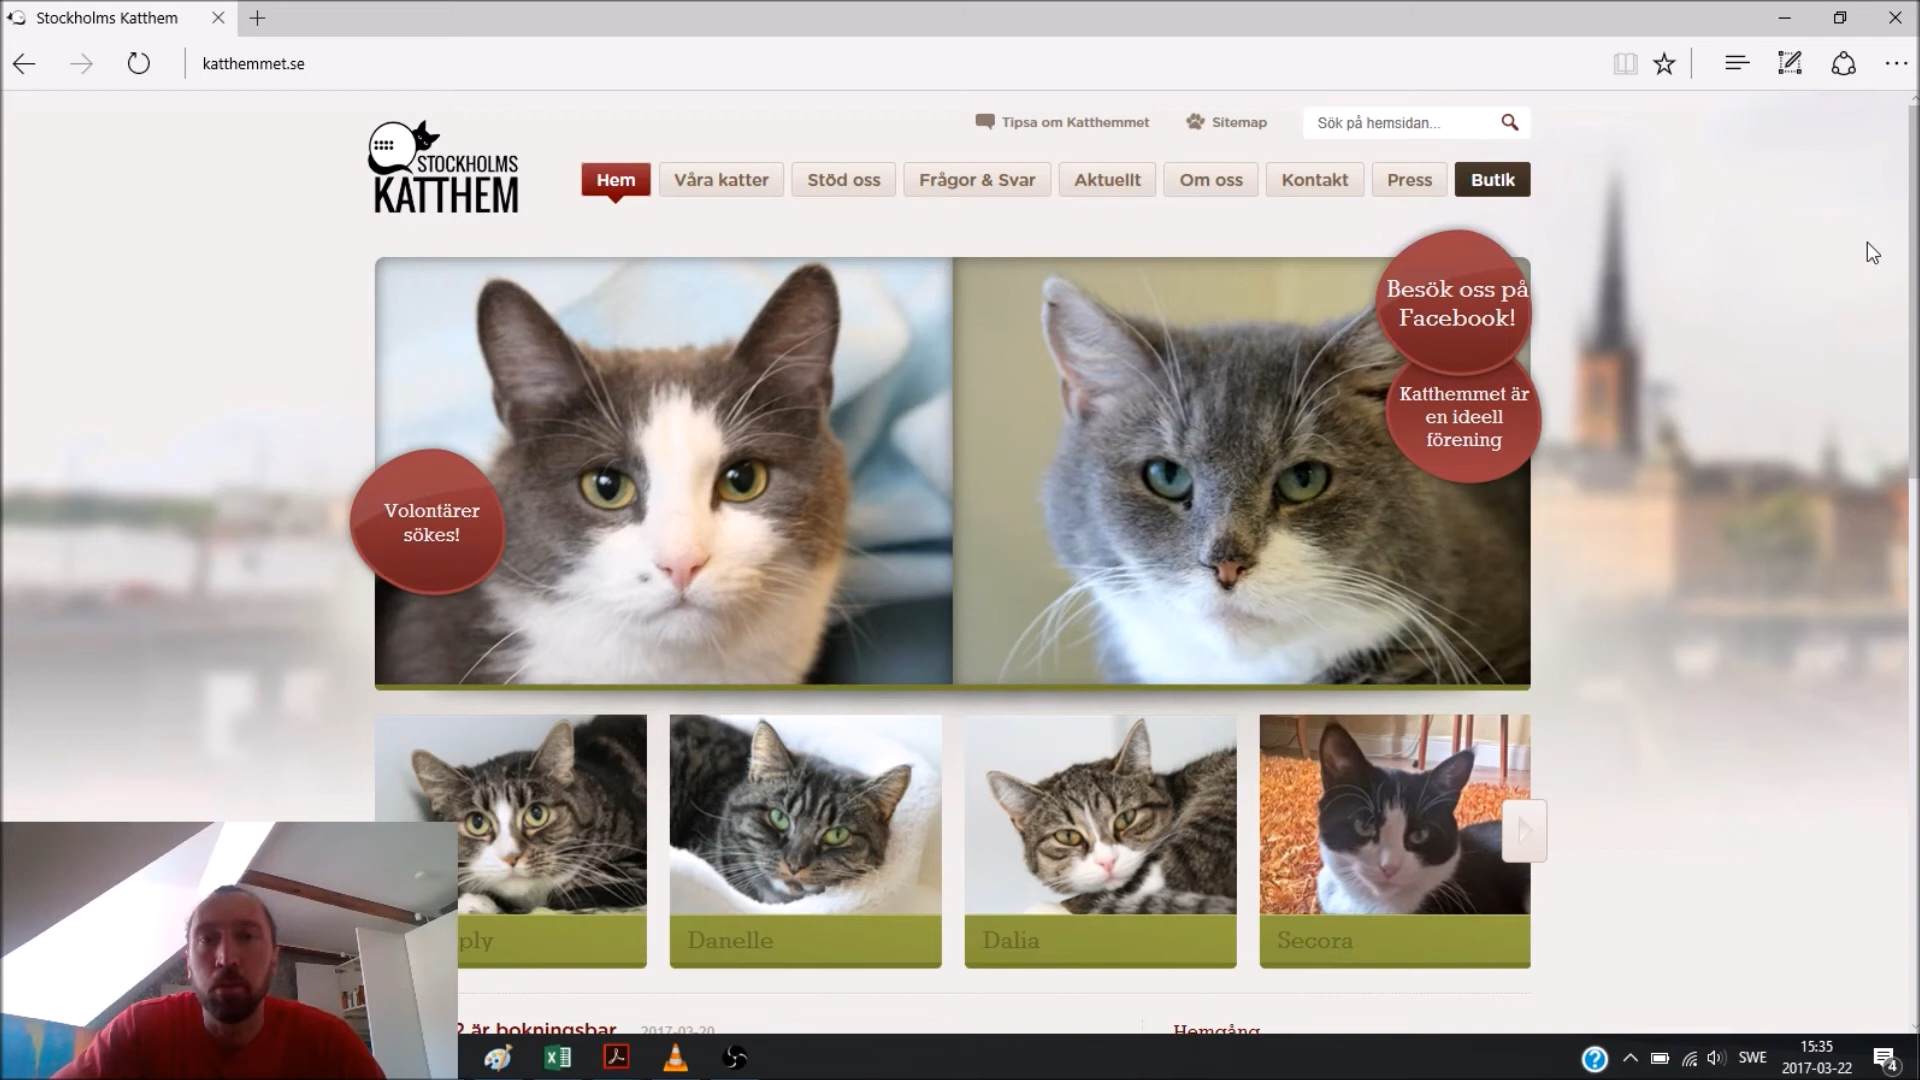 Stockholms Katthem
katthemmet.se
Tipsa om Katthemmet
Sitemap
Sök på hemsidan...
STOCKHOLMS
KATTHEM
Hem
Våra katter
Stöd oss
Frågor & Svar
Aktuellt
Om oss
Kontakt
Press
Butik
Besök oss på
Facebook!
Katthemmet är
en ideell
förening
Volontärer
sökes!
ply
Danelle
Dalia
Secora
2 är bokningsbar
2017-03-20
Hemgång
SWE
15:35
2017-03-22
4